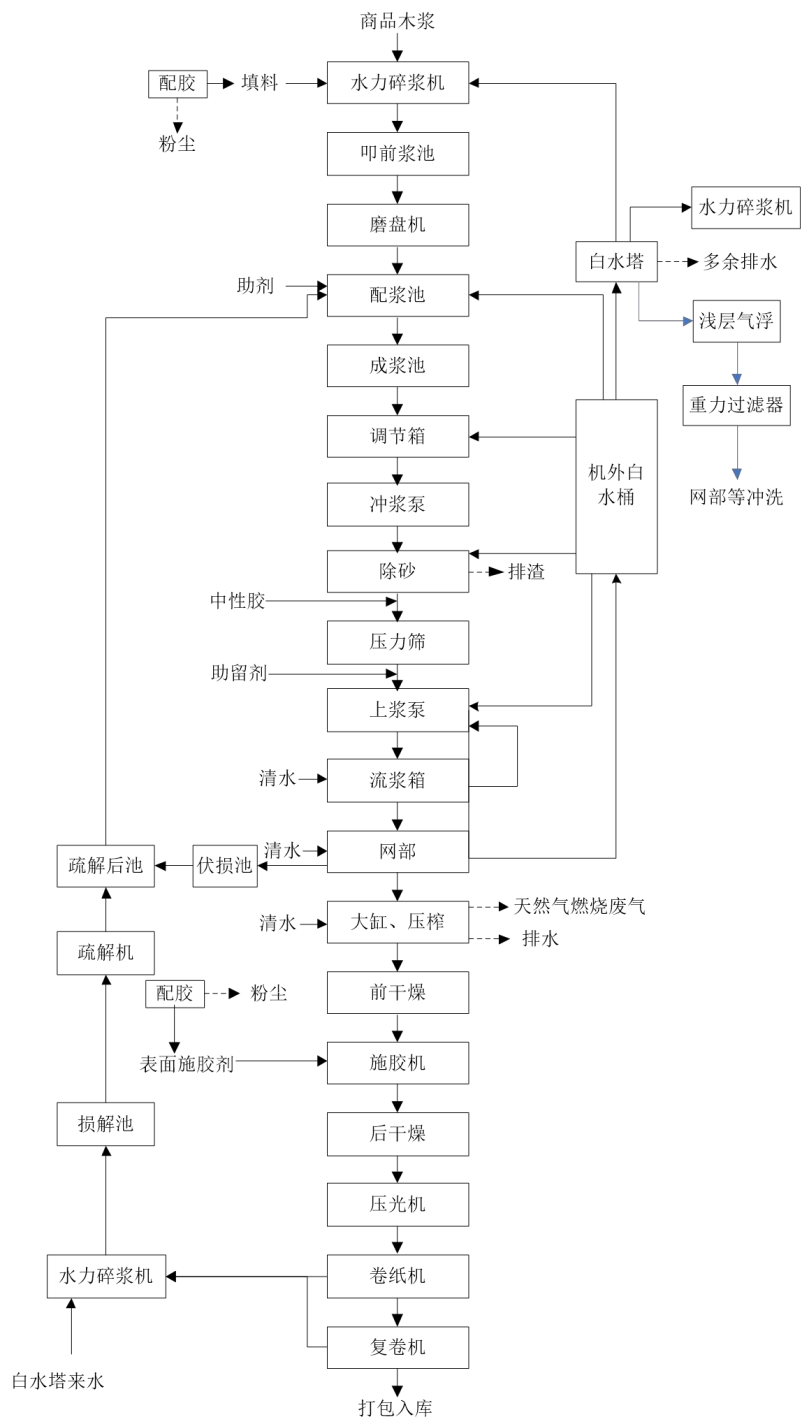 商品木浆
配胶
填料
水力碎浆机
粉尘
叩前浆池
水力碎浆机
磨盘机
白水塔
多余排水
助剂
配浆池
浅层气浮
成浆池
重力过滤器
调节箱
机外白
水桶
网部等冲洗
冲浆泵
除砂
排渣
中性胶
压力筛
助留剂
上浆泵
清水
流浆箱
清水
网部
疏解后池
伏损池
天然气燃烧废气
清水
大缸、压榨
排水
疏解机
配胶
粉尘
前干燥
表面施胶剂
施胶机
损解池
后干燥
压光机
水力碎浆机
卷纸机
复卷机
白水塔来水
打包入库